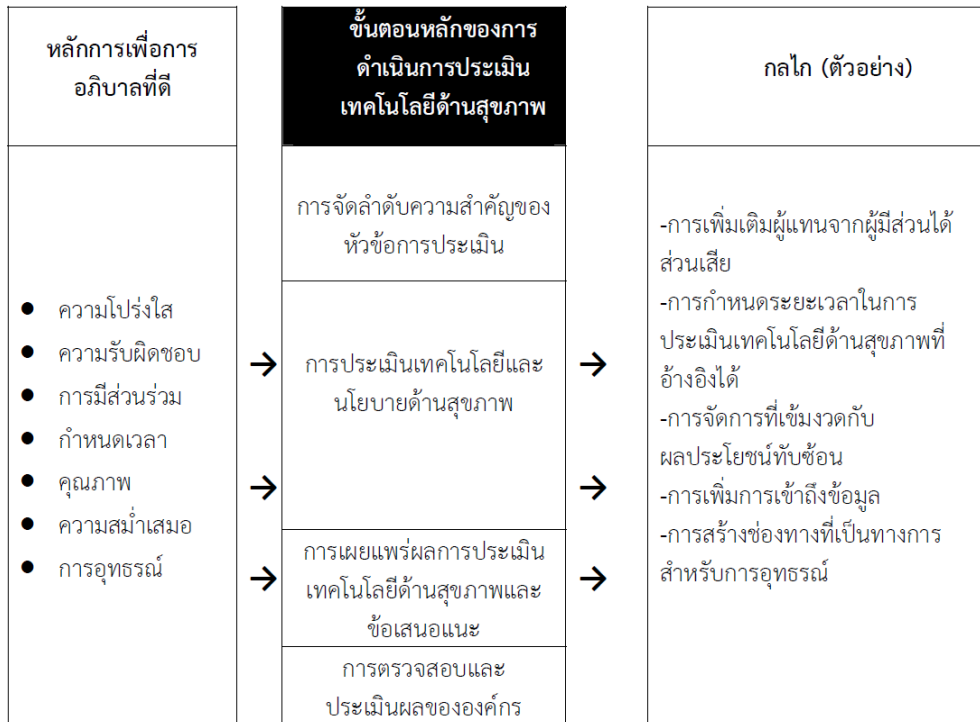 หลักการเพื่อการ
อภิบาลที่ดี
● ความโปร่งใส
● ความรับผิดชอบ
● การมีส่วนร่วม
● กำหนดเวลา
● คุณภาพ
● ความสม่ำเสมอ
● การอุทธรณ์
→
→
→
ขั้นตอนหลักของการ
ดำเนินการประเมิน
เทคโนโลยีด้านสุขภาพ
การจัดลำดับความสำคัญของ
หัวข้อการประเมิน
การประเมินเทคโนโลยีและ
นโยบายด้านสุขภาพ
การเผยแพร่ผลการประเมิน
เทคโนโลยีด้านสุขภาพและ
ข้อเสนอแนะ
การตรวจสอบและ
ประเมินผลขององค์กร
→
→
→
กลไก (ตัวอย่าง)
-การเพิ่มเติมผู้แทนจากผู้มีส่วนได้
ส่วนเสีย
-การกำหนดระยะเวลาในการ
ประเมินเทคโนโลยีด้านสุขภาพที่
อ้างอิงได้
-การจัดการที่เข้มงวดกับ
ผลประโยชน์ทับซ้อน
-การเพิ่มการเข้าถึงข้อมูล
-การสร้างช่องทางที่เป็นทางการ
สำหรับการอุทธรณ์